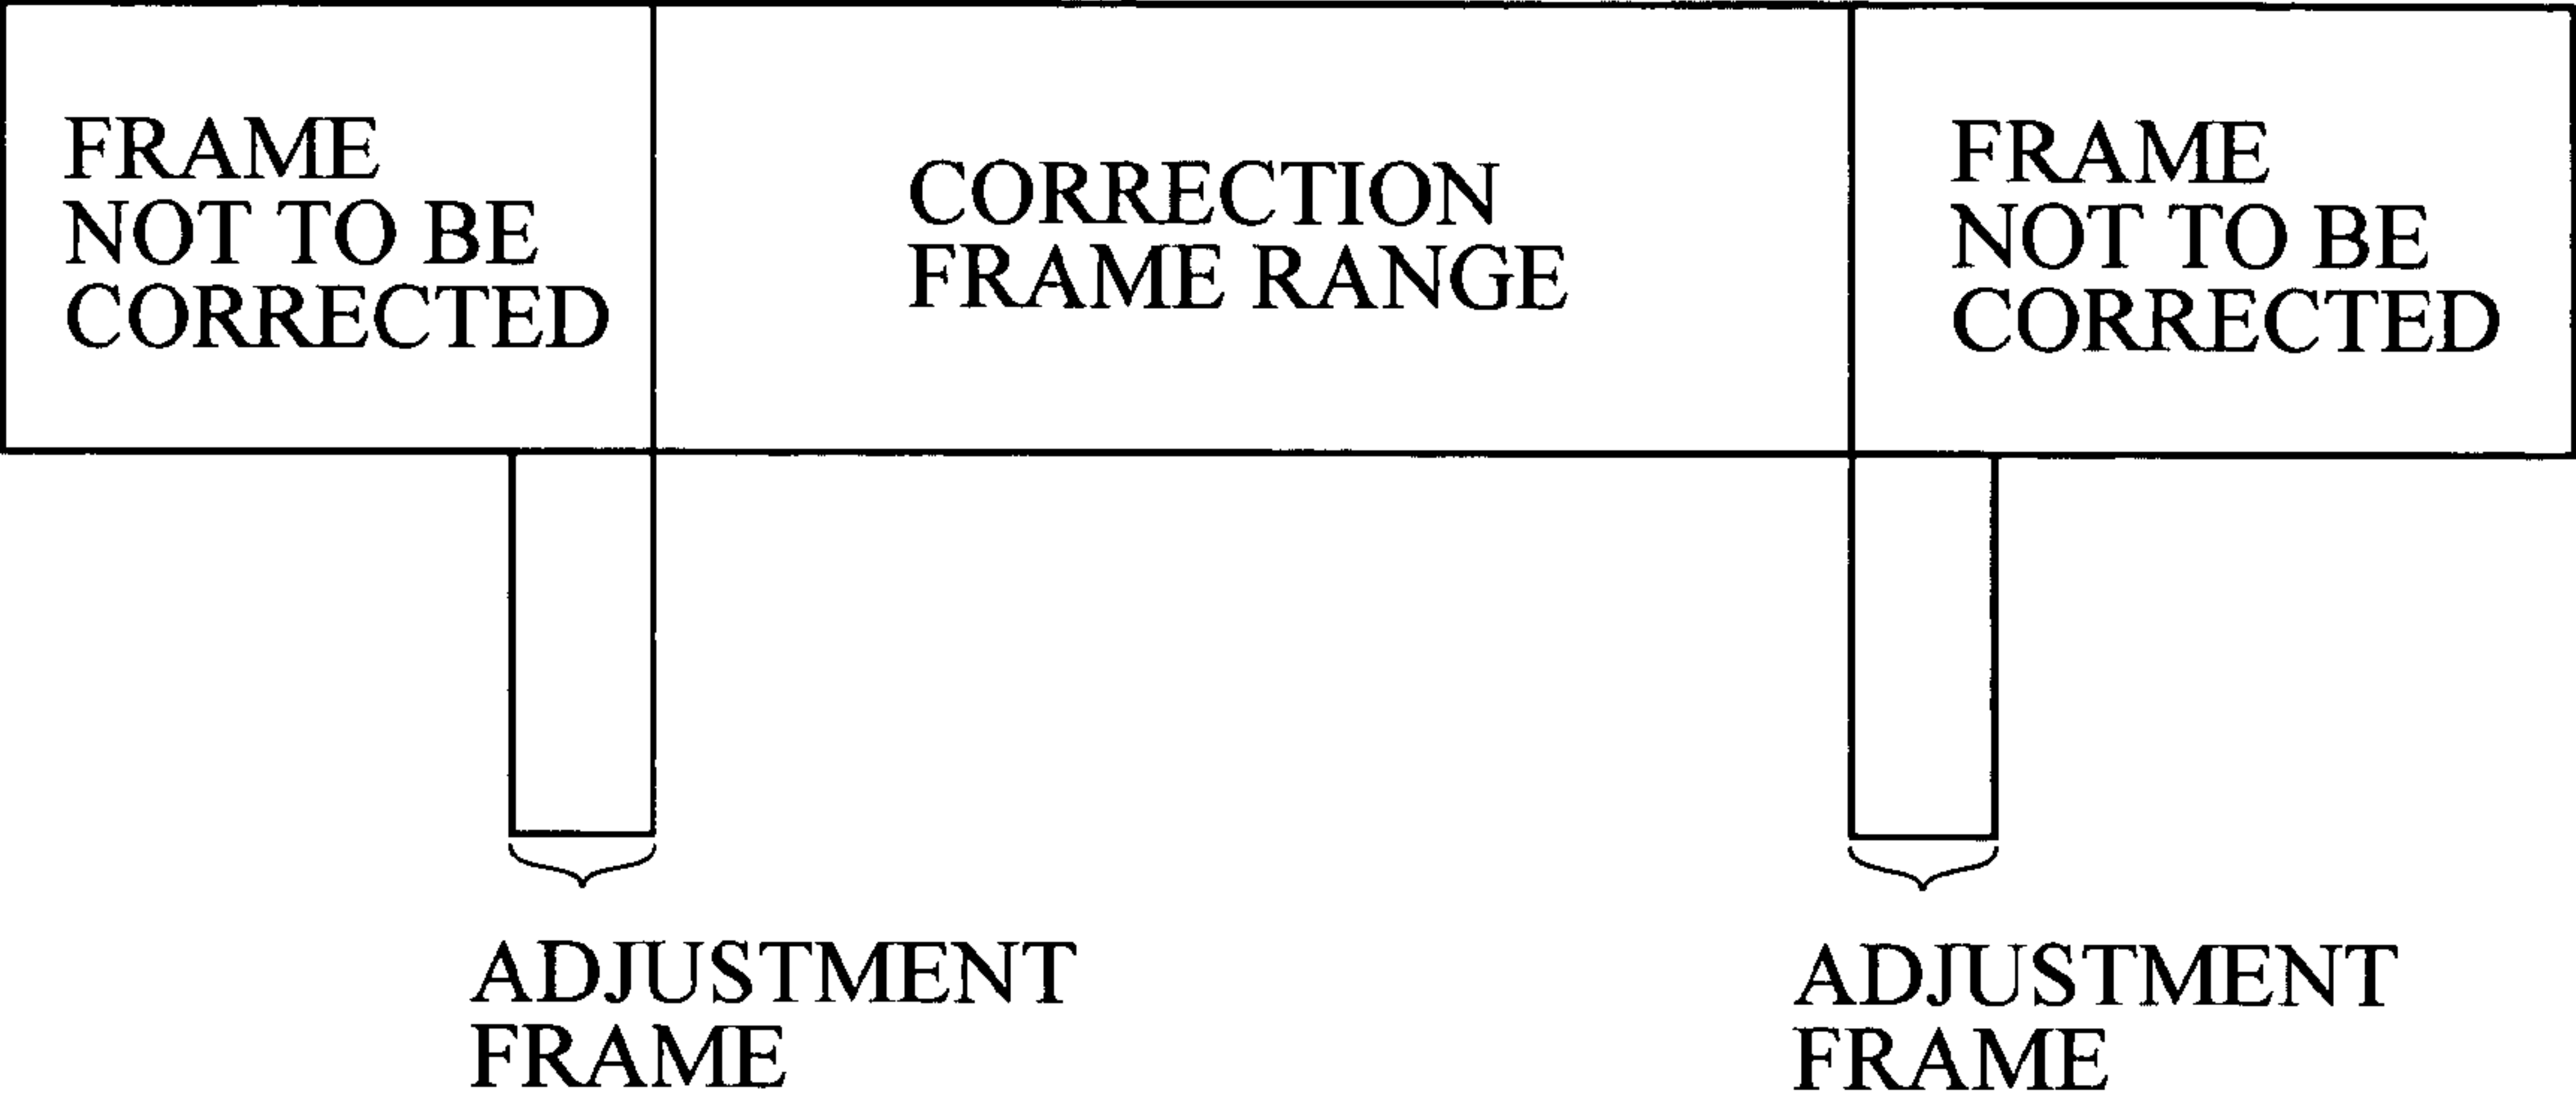 FRAME
NOT TO BE
CORRECTED
CORRECTION
FRAME RANGE
FRAME
NOT TO BE
CORRECTED
ADJUSTMENT
FRAME
ADJUSTMENT
FRAME